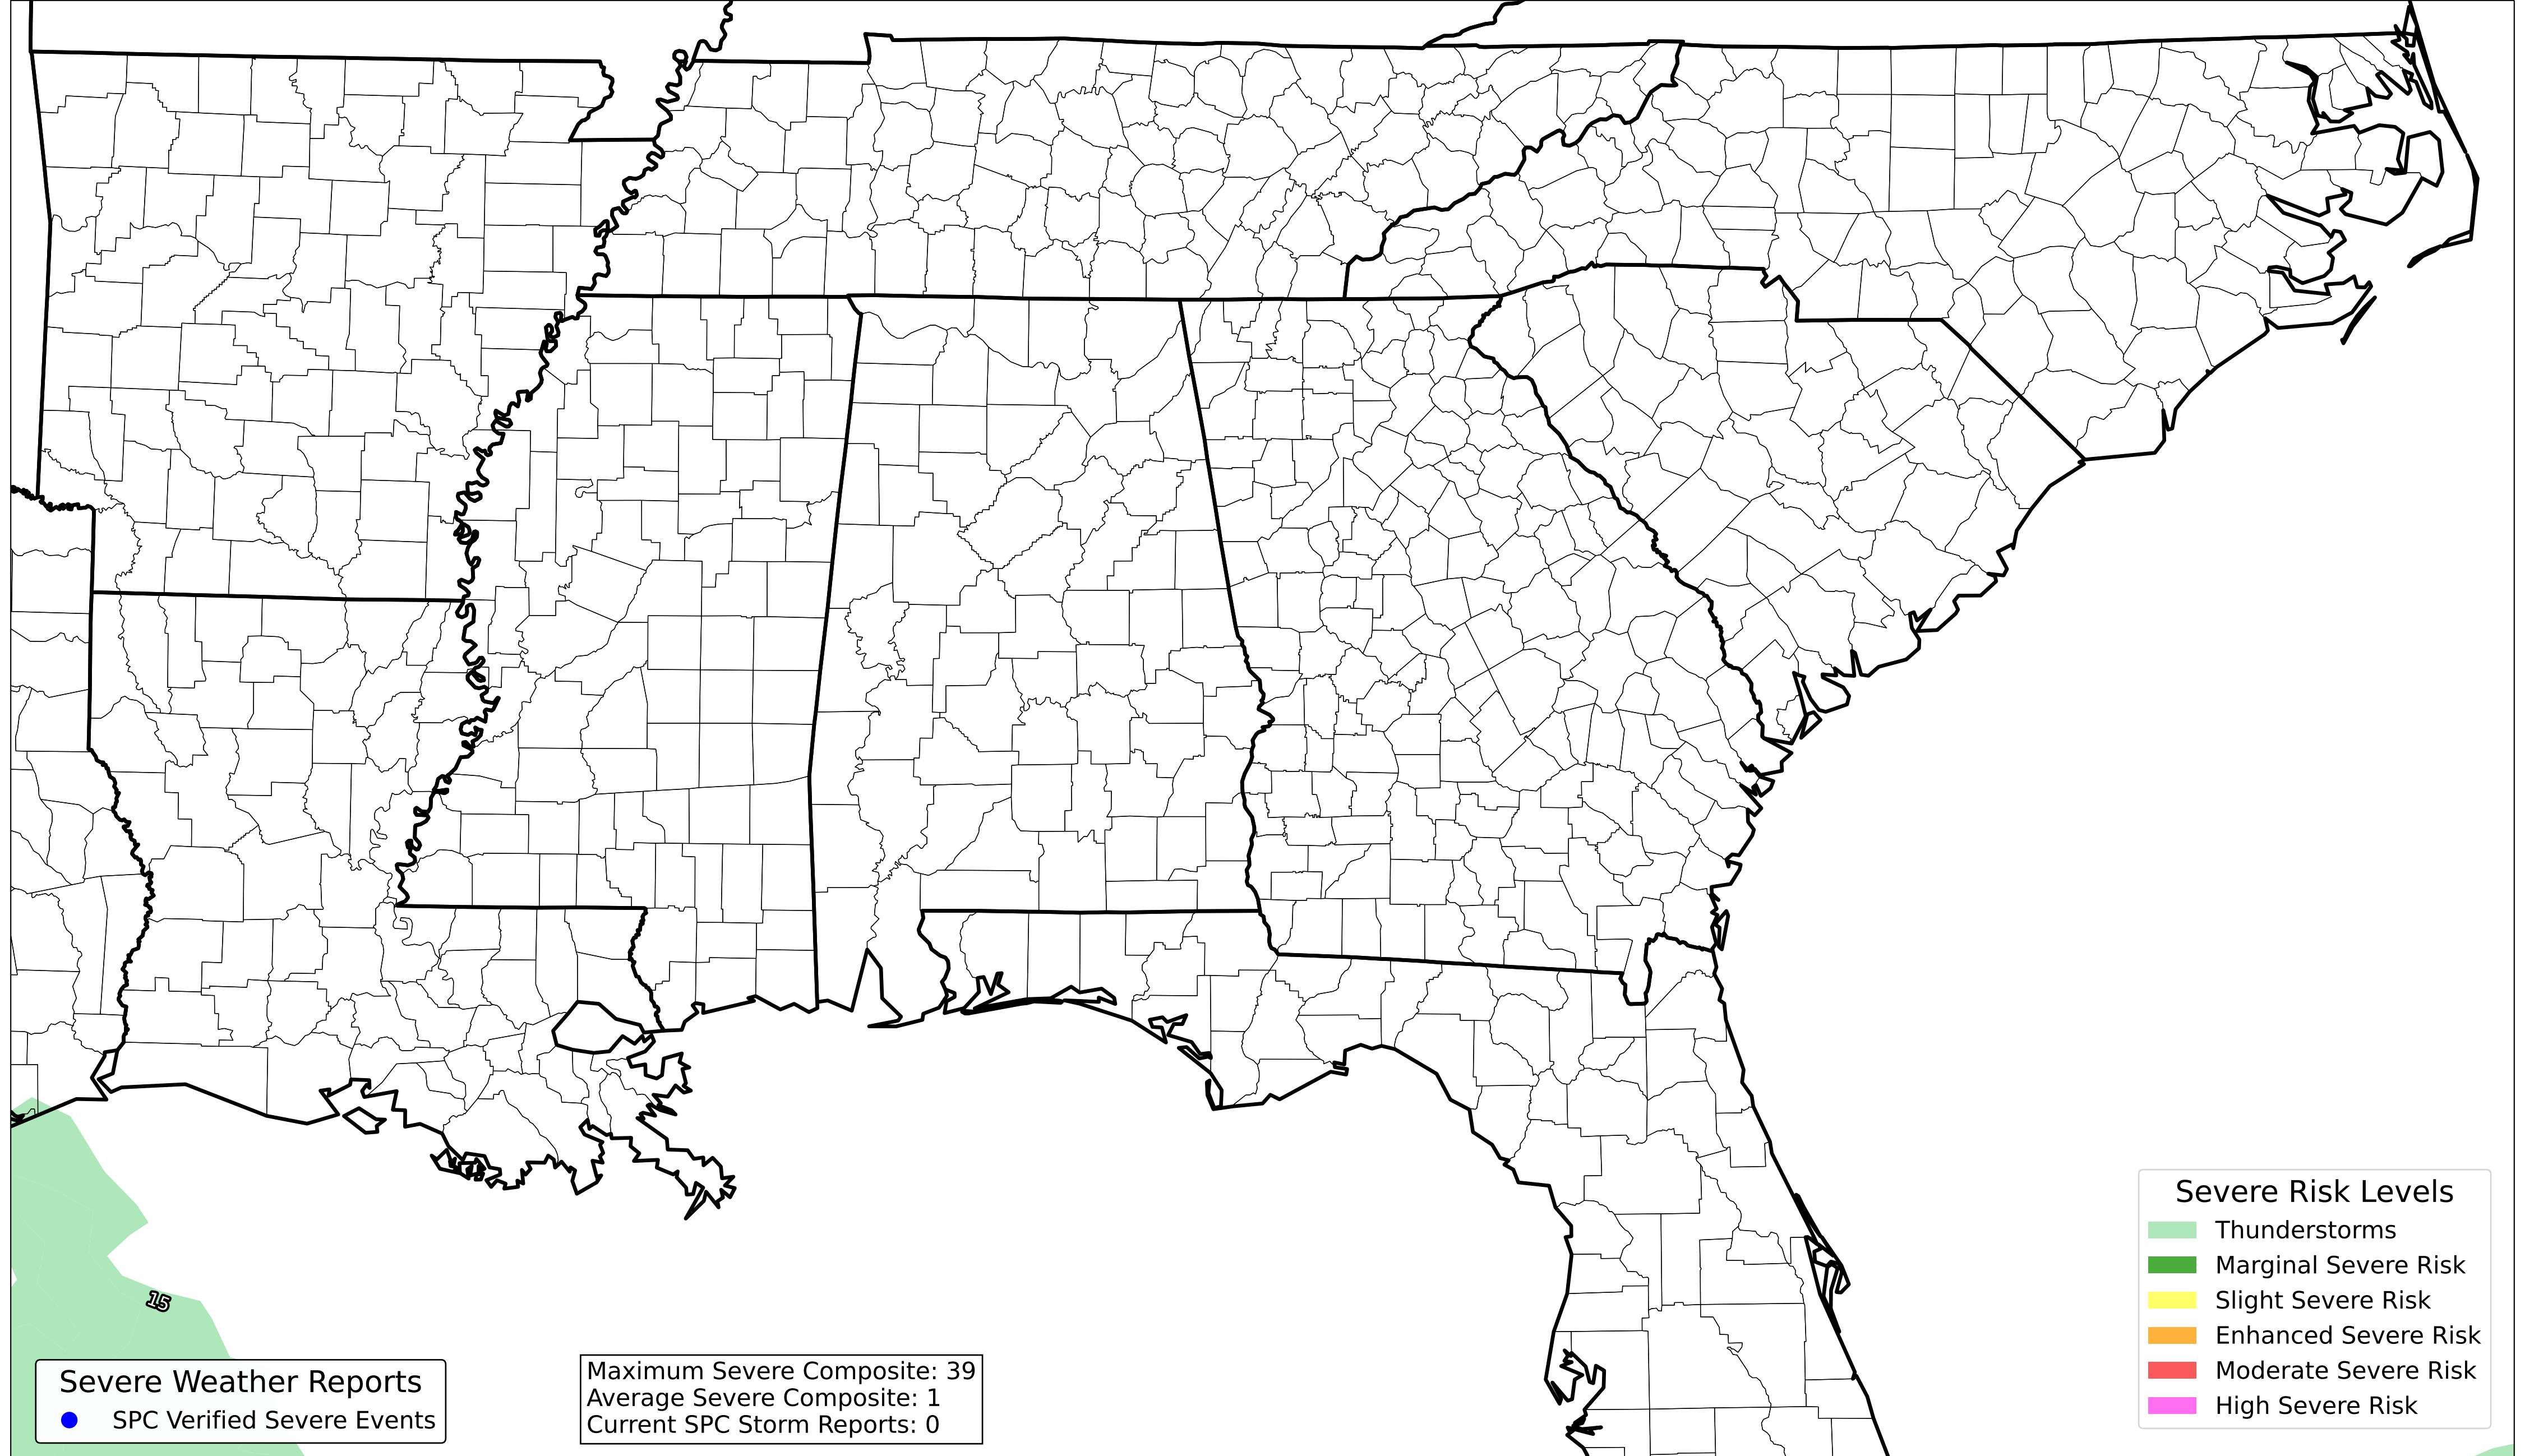 15
Severe Weather Reports
SPC Verified Severe Events
Maximum Severe Composite: 39
Average Severe Composite: 1
Current SPC Storm Reports: 0
Severe Risk Levels
Thunderstorms
Marginal Severe Risk
Slight Severe Risk
Enhanced Severe Risk
Moderate Severe Risk
High Severe Risk